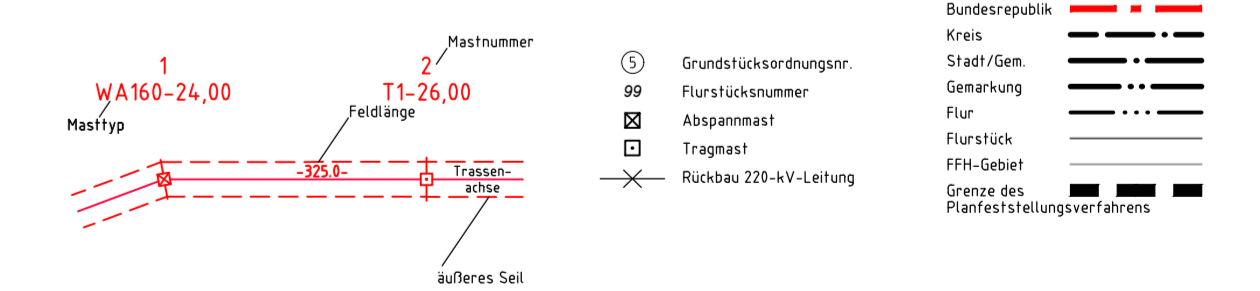 1
WA160-24,00
Masttyp
Mastnummer
2
T1-26,00
Feldlänge
-325.0-
Trassen-
achse
äußeres Seil
5 Grundstücksordnungsnr.
99 Flurstücksnummer
Abspannmast
Tragmast
Rückbau 220-kV-Leitung
Bundesrepublik
Kreis
Stadt/Gem.
Gemarkung
Flur
Flurstück
FFH-Gebiet
Grenze des
Planfeststellungsverfahrens